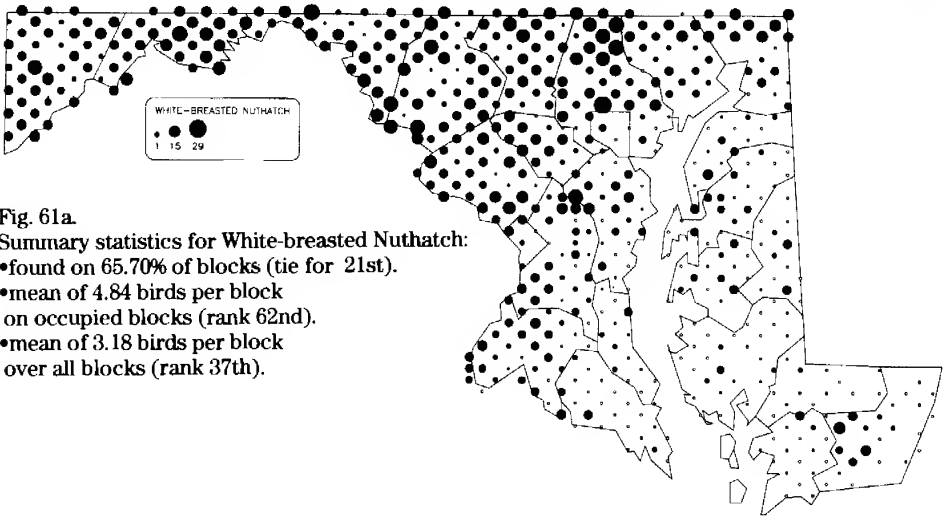 WHITE-BREASTED NUTHATCH
1 15 29
Fig. 61a.
Summary statistics for White-breasted Nuthatch:
•found on 65.70% of blocks (tie for 21st).
•mean of 4.84 birds per block
on occupied blocks (rank 62nd).
•mean of 3.18 birds per block
over all blocks (rank 37th).